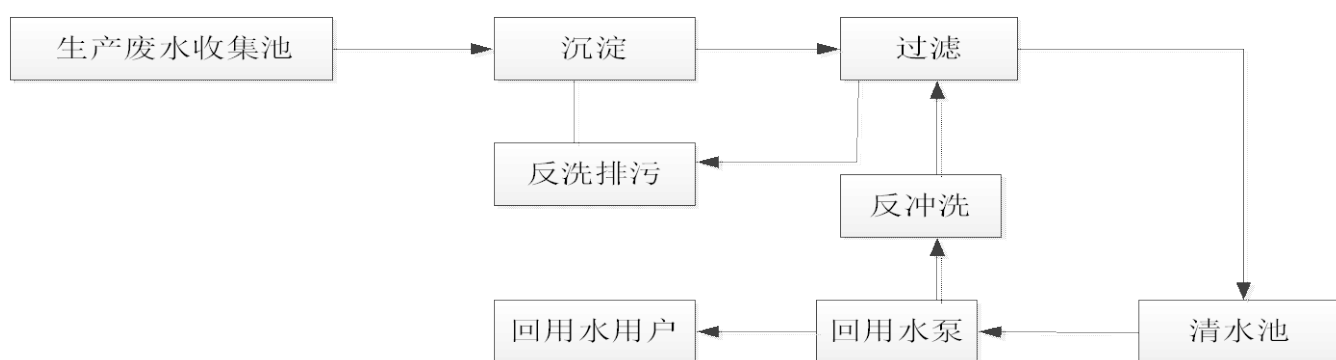 生产废水收集池
沉淀
过滤
反洗排污
反冲洗
回用水用户
回用水泵
清水池